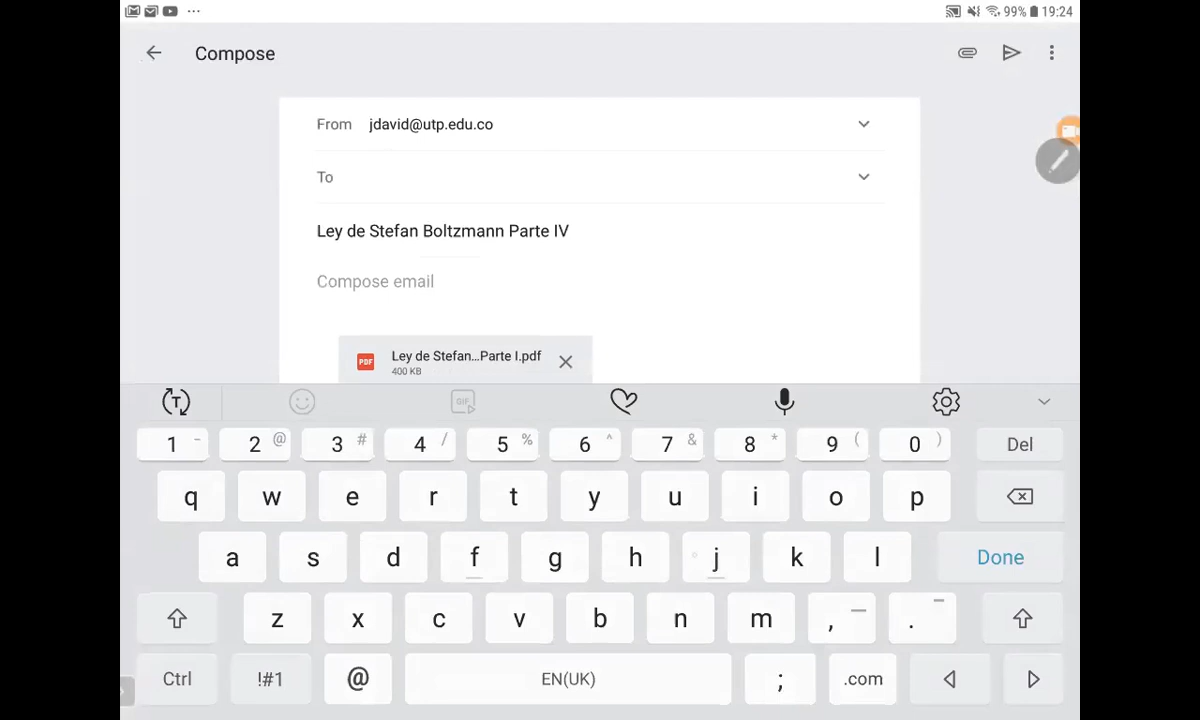 99% 19:24
Compose
From jdavid@utp.edu.co
To
Ley de Stefan Boltzmann Parte IV
Compose email
PDF Ley de Stefan...Parte I.pdf
400 KB
T GIF
1 - 2 @ 3 # 4 / 5 % 6 ^ 7 & 8 * 9 ( 0 ) Del
q w e r t y u i o p
a s d f g h j k l Done
z x c v b n m , .
Ctrl !#1 @ EN(UK) ; .com